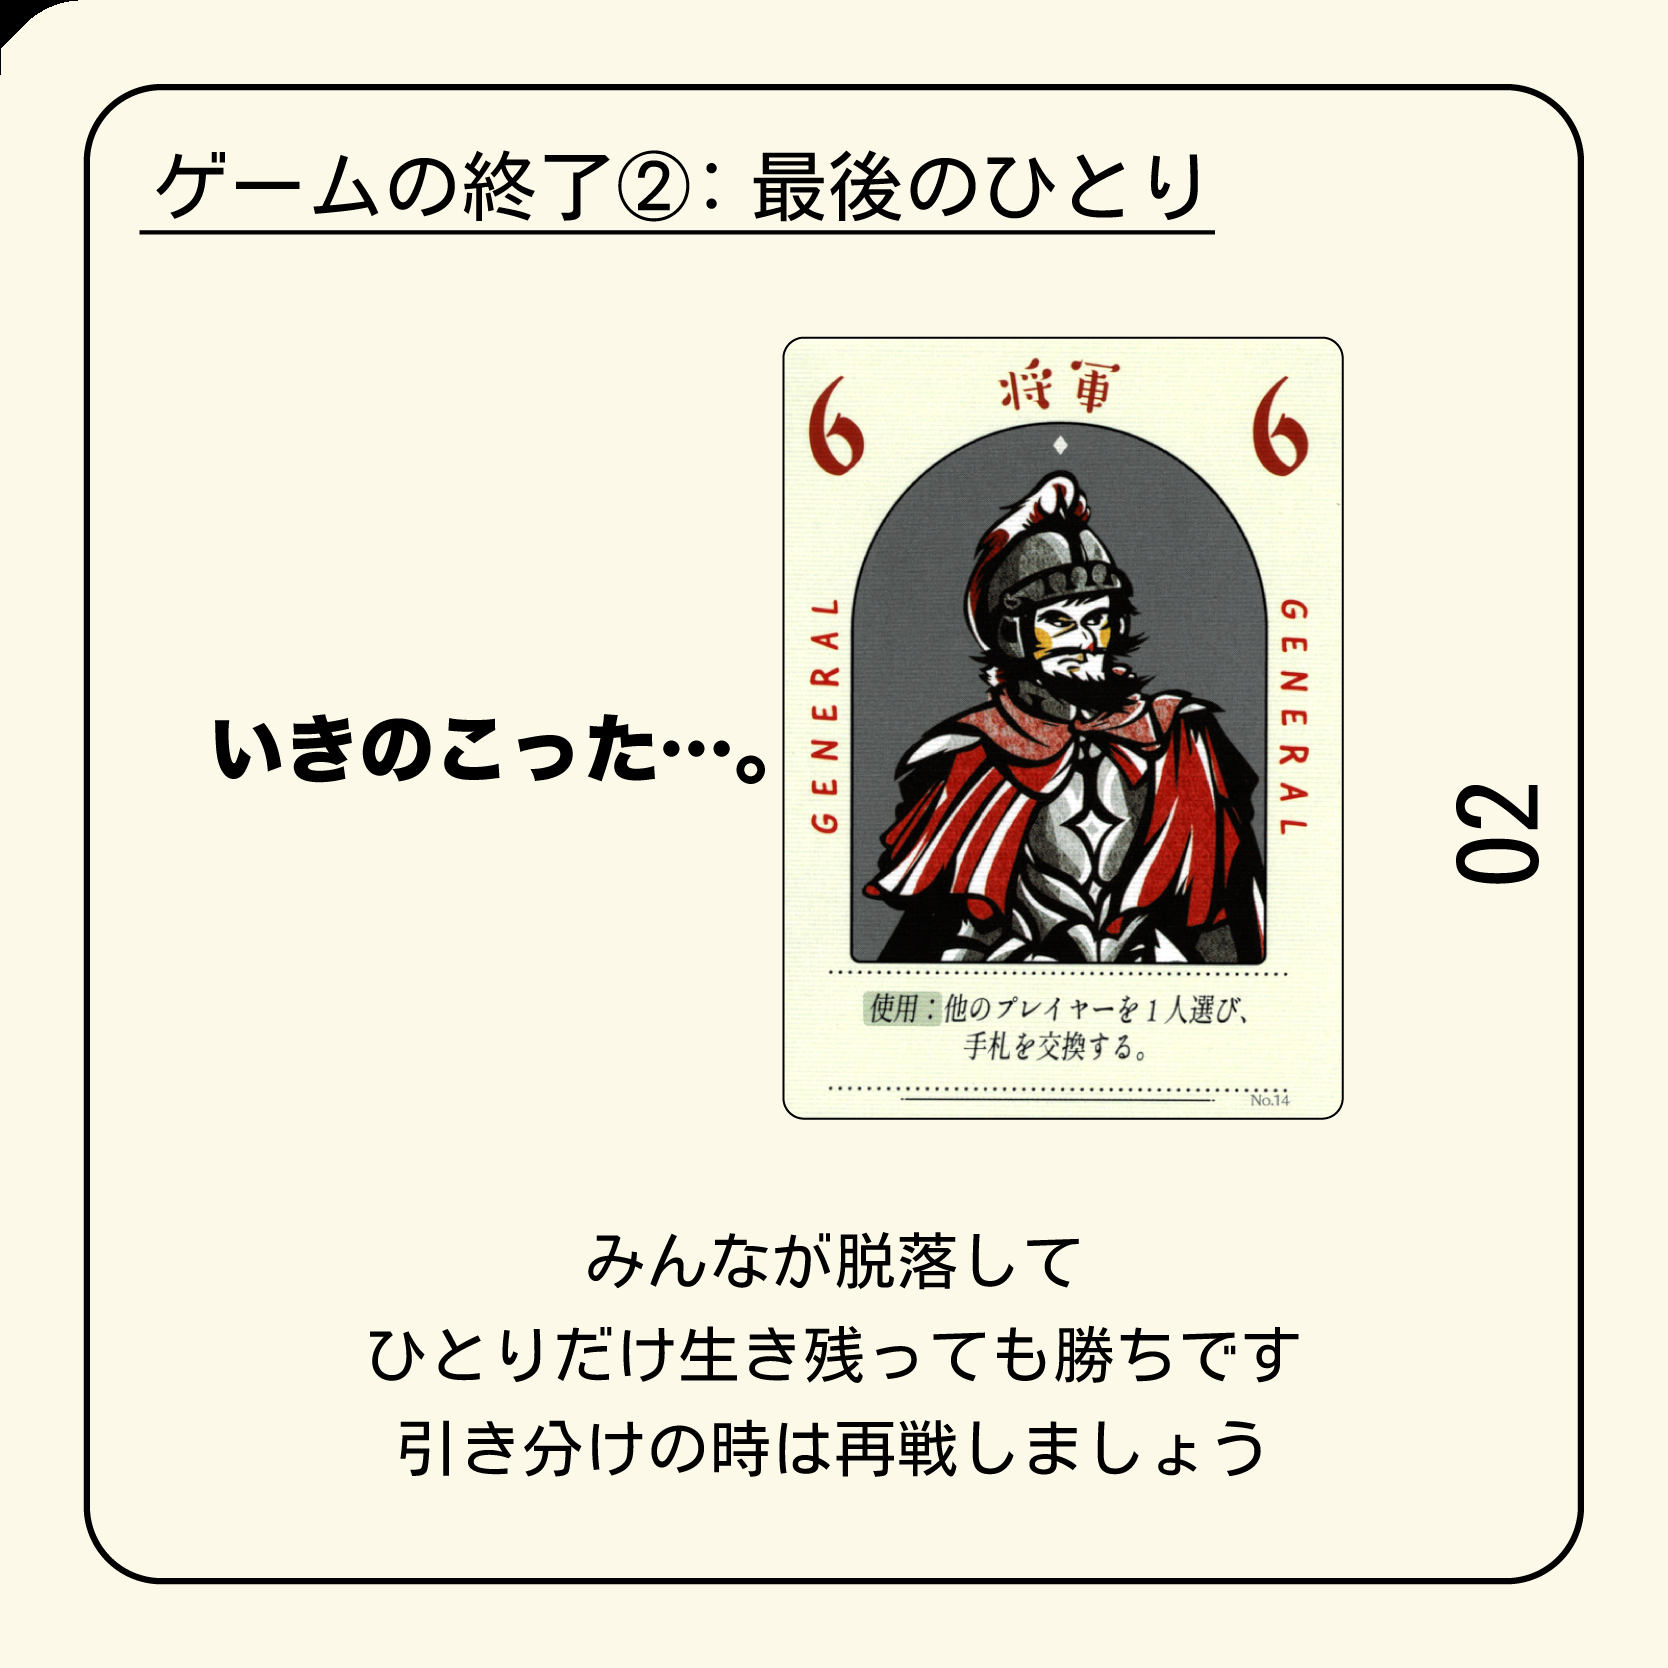 ゲームの終了②：最後のひとり
いきのこった…。
6
将軍
6
GENERAL
GENERAL
使用：他のプレイヤーを1人選び、
手札を交換する。
No.14
02
みんなが脱落して
ひとりだけ生き残っても勝ちです
引き分けの時は再戦しましょう